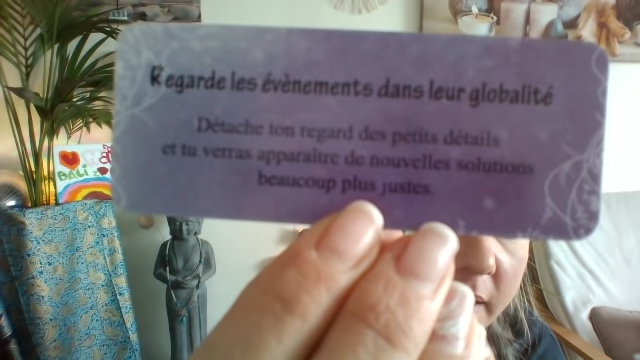 Regarde les évènements dans leur globalité
Détache ton regard des petits détails
et tu verras apparaître de nouvelles solutions
beaucoup plus justes.
BALI